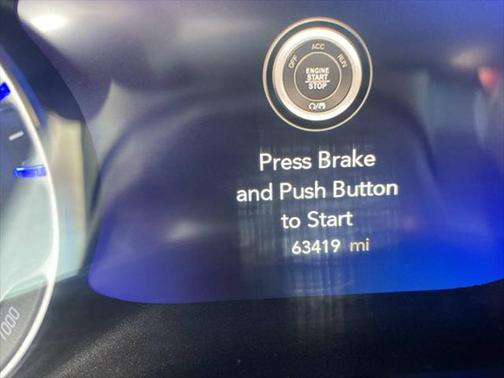 OFF ACC RUN
ENGINE
START
STOP
Press Brake
and Push Button
to Start
63419 mi
1000